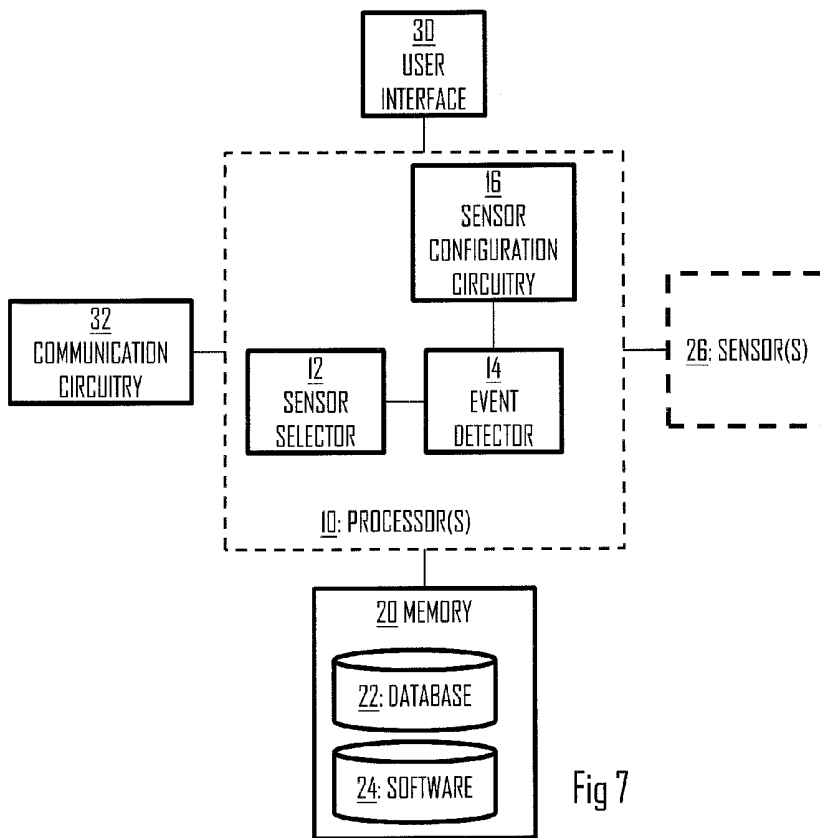 30
USER
INTERFACE
16
SENSOR
CONFIGURATION
CIRCUITRY
32
COMMUNICATION
CIRCUITRY
12
SENSOR
SELECTOR
14
EVENT
DETECTOR
26: SENSOR(S)
10: PROCESSOR(S)
20 MEMORY
22: DATABASE
24: SOFTWARE
Fig 7